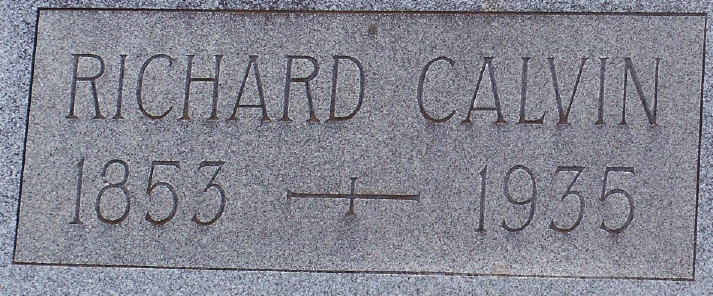 RICHARD CALVIN
1853 — 1935